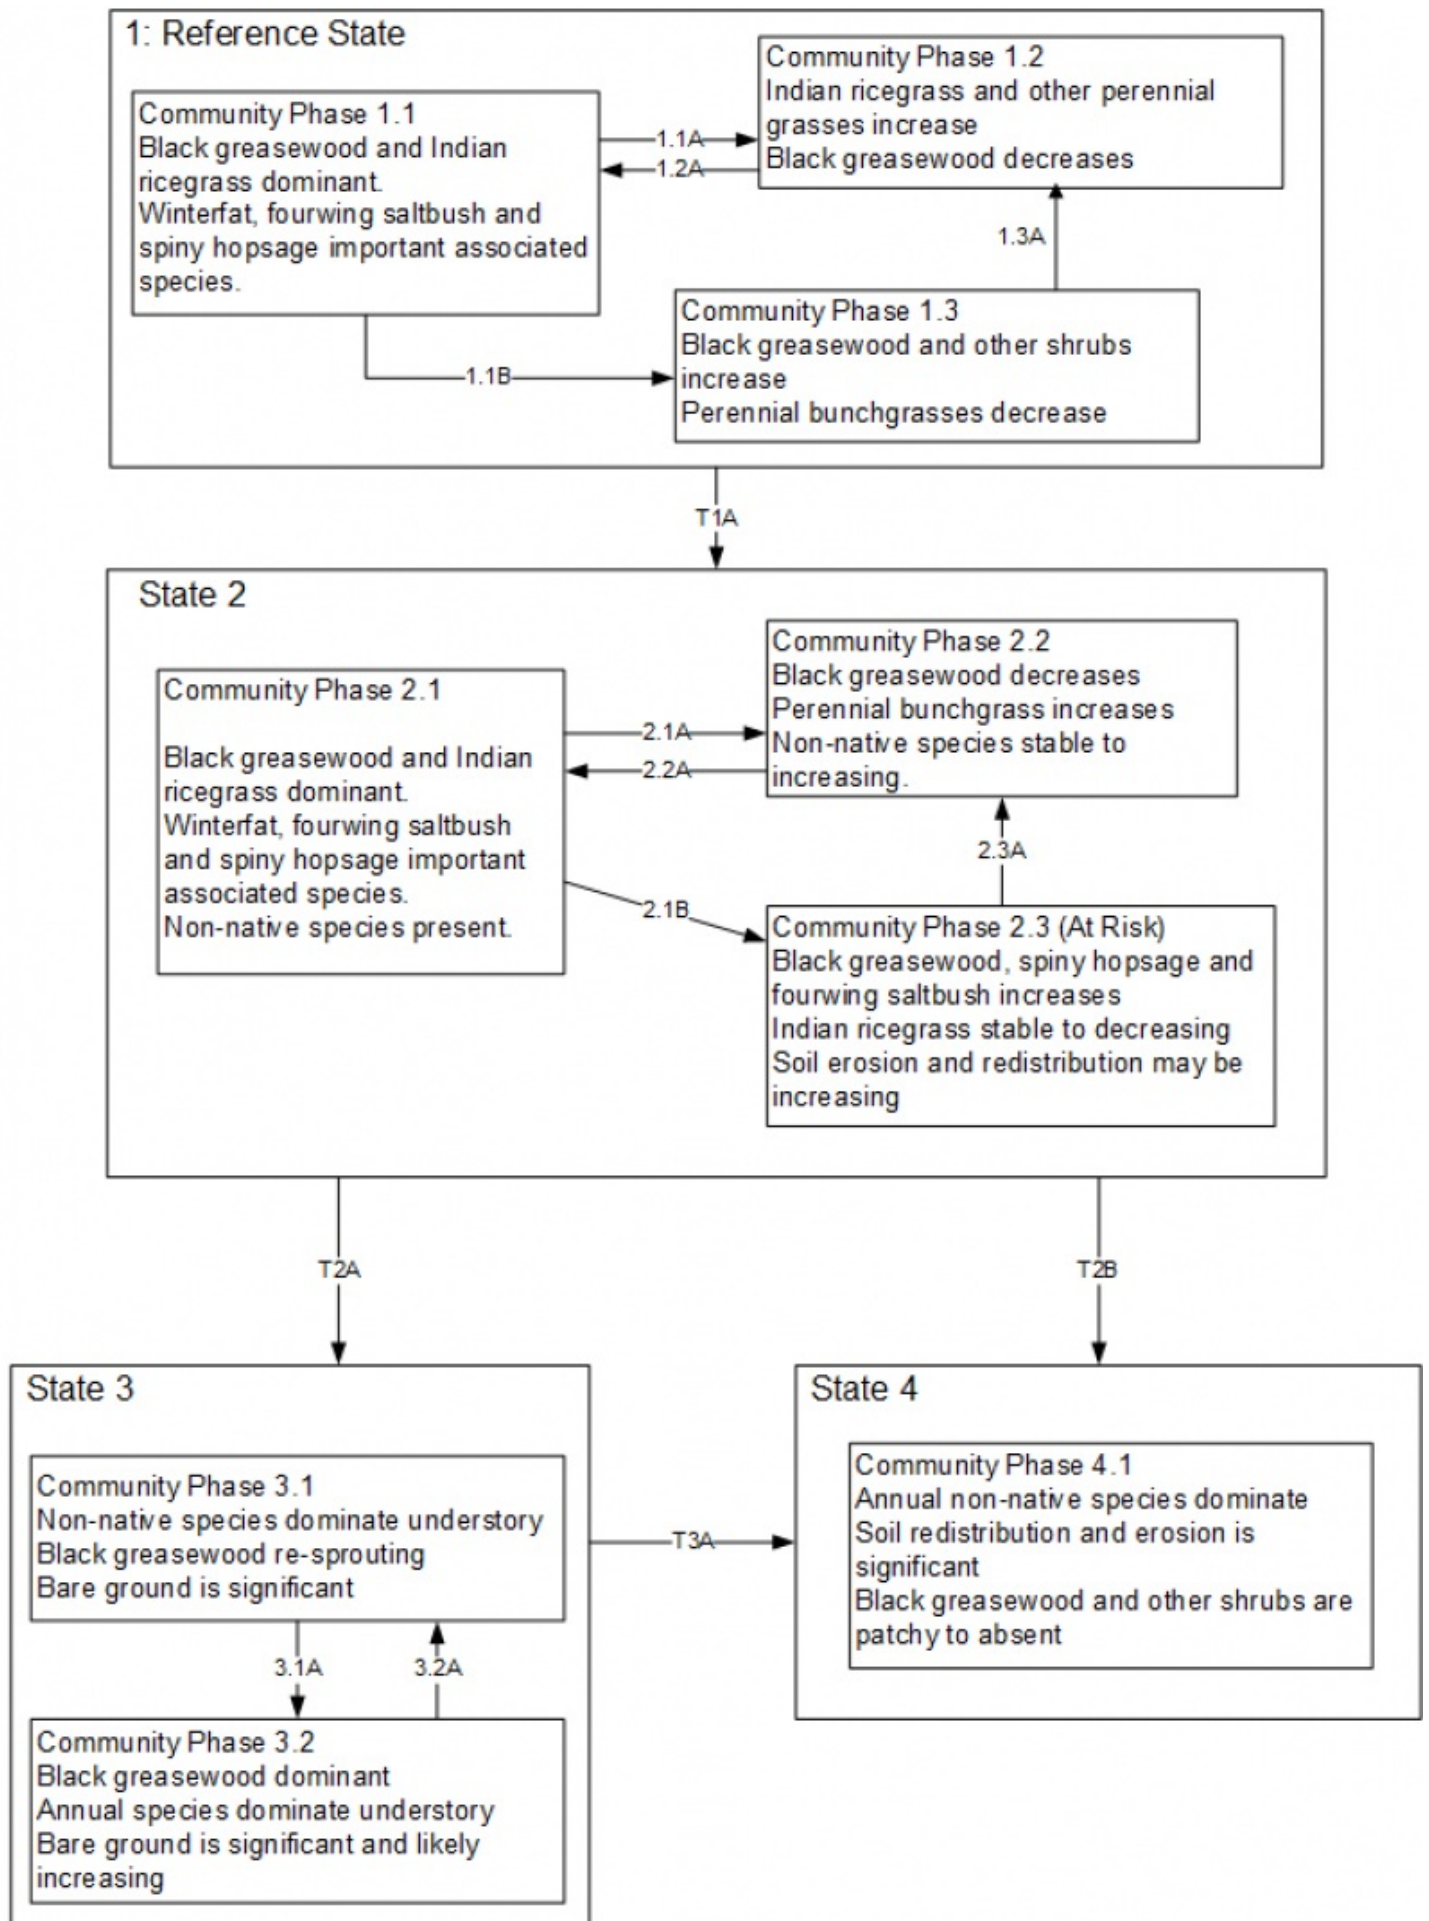 1: Reference State
Community Phase 1.1
Black greasewood and Indian
ricegrass dominant.
Winterfat, fourwing saltbush and
spiny hopsage important associated
species.
1.1A
1.2A
Community Phase 1.2
Indian ricegrass and other perennial
grasses increase
Black greasewood decreases
1.3A
1.1B
Community Phase 1.3
Black greasewood and other shrubs
increase
Perennial bunchgrasses decrease
T1A
State 2
Community Phase 2.1
Black greasewood and Indian
ricegrass dominant.
Winterfat, fourwing saltbush
and spiny hopsage important
associated species.
Non-native species present.
2.1A
2.2A
Community Phase 2.2
Black greasewood decreases
Perennial bunchgrass increases
Non-native species stable to
increasing.
2.3A
2.1B
Community Phase 2.3 (At Risk)
Black greasewood, spiny hopsage and
fourwing saltbush increases
Indian ricegrass stable to decreasing
Soil erosion and redistribution may be
increasing
T2A
T2B
State 3
Community Phase 3.1
Non-native species dominate understory
Black greasewood re-sprouting
Bare ground is significant
3.1A
3.2A
Community Phase 3.2
Black greasewood dominant
Annual species dominate understory
Bare ground is significant and likely
increasing
T3A
State 4
Community Phase 4.1
Annual non-native species dominate
Soil redistribution and erosion is
significant
Black greasewood and other shrubs are
patchy to absent